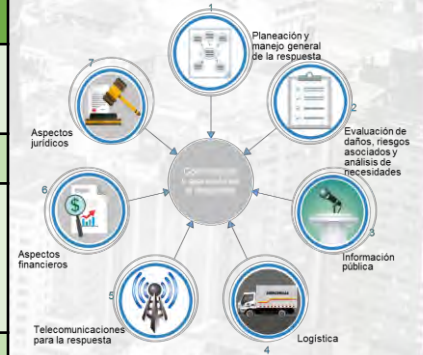 1
Planeación y
manejo general
de la respuesta
2
Evaluación de
daños, riesgos
asociados y
análisis de
necesidades
3
Información
pública
4
Logística
5
Telecomunicaciones
para la respuesta
6
Aspectos
financieros
7
Aspectos
jurídicos